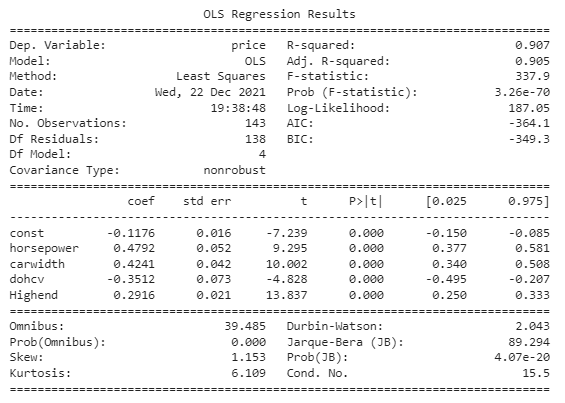 OLS Regression Results
==============================================================================
Dep. Variable: price R-squared: 0.907
Model: OLS Adj. R-squared: 0.905
Method: Least Squares F-statistic: 337.9
Date: Wed, 22 Dec 2021 Prob (F-statistic): 3.26e-70
Time: 19:38:48 Log-Likelihood: 187.05
No. Observations: 143 AIC: -364.1
Df Residuals: 138 BIC: -349.3
Df Model: 4
Covariance Type: nonrobust
==============================================================================
coef std err t P>|t| [0.025 0.975]
------------------------------------------------------------------------------
const -0.1176 0.016 -7.239 0.000 -0.150 -0.085
horsepower 0.4792 0.052 9.295 0.000 0.377 0.581
carwidth 0.4241 0.042 10.002 0.000 0.340 0.508
dohcv -0.3512 0.073 -4.828 0.000 -0.495 -0.207
Highend 0.2916 0.021 13.837 0.000 0.250 0.333
==============================================================================
Omnibus: 39.485 Durbin-Watson: 2.043
Prob(Omnibus): 0.000 Jarque-Bera (JB): 89.294
Skew: 1.153 Prob(JB): 4.07e-20
Kurtosis: 6.109 Cond. No. 15.5
==============================================================================